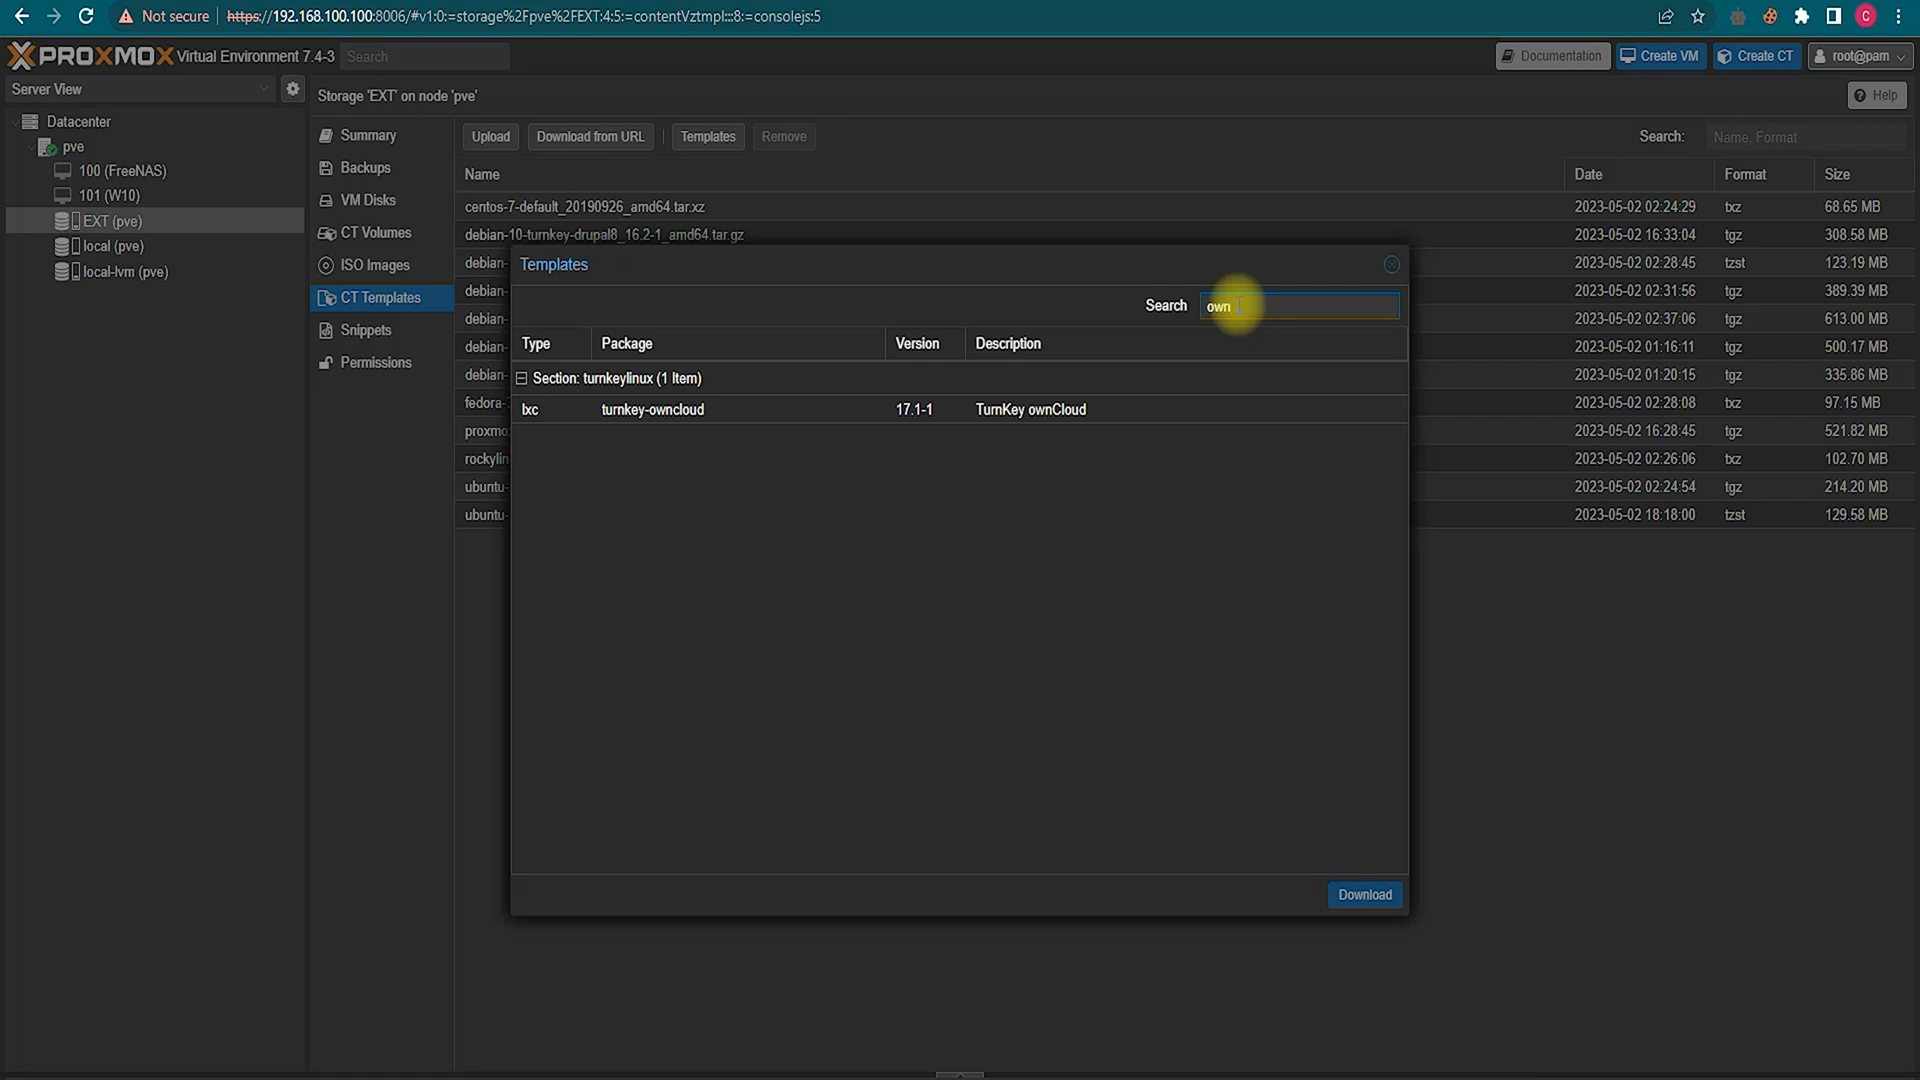 Not secure https://192.168.100.100:8006/#v1:0:=storage%2Fpve%2FEXT:4:5:=contentVztmpl:::8:=consolejs:5
C
PROXMOX Virtual Environment 7.4-3 Search Documentation Create VM Create CT root@pam
Server View
Storage 'EXT' on node 'pve' Help
Datacenter
pve
100 (FreeNAS)
101 (W10)
EXT (pve)
local (pve)
local-lvm (pve)
Summary
Backups
VM Disks
CT Volumes
ISO Images
CT Templates
Snippets
Permissions
Upload Download from URL Templates Remove Search: Name, Format
Name Date Format Size
centos-7-default_20190926_amd64.tar.xz 2023-05-02 02:24:29 txz 68.65 MB
debian-10-turnkey-drupal8_16.2-1_amd64.tar.gz 2023-05-02 16:33:04 tgz 308.58 MB
debian- 2023-05-02 02:28:45 tzst 123.19 MB
debian- 2023-05-02 02:31:56 tgz 389.39 MB
debian- 2023-05-02 02:37:06 tgz 613.00 MB
debian- 2023-05-02 01:16:11 tgz 500.17 MB
debian- 2023-05-02 01:20:15 tgz 335.86 MB
fedora- 2023-05-02 02:28:08 txz 97.15 MB
proxmo 2023-05-02 16:28:45 tgz 521.82 MB
rockylin 2023-05-02 02:26:06 txz 102.70 MB
ubuntu- 2023-05-02 02:24:54 tgz 214.20 MB
ubuntu- 2023-05-02 18:18:00 tzst 129.58 MB
Templates
Search own
Type Package Version Description
Section: turnkeylinux (1 Item)
lxc turnkey-owncloud 17.1-1 TurnKey ownCloud
Download